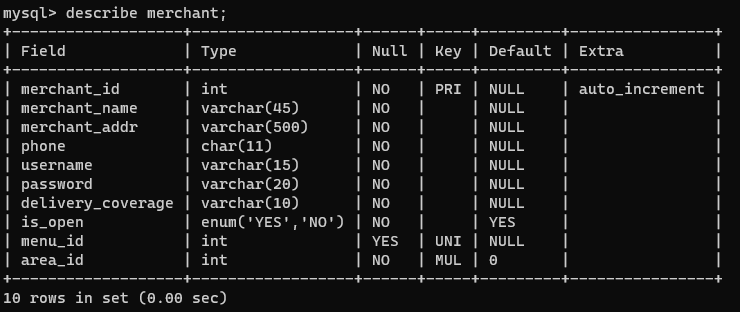 mysql> describe merchant;
+-------------------+------------------+------+-----+---------+----------------+
| Field             | Type             | Null | Key | Default | Extra          |
+-------------------+------------------+------+-----+---------+----------------+
| merchant_id       | int              | NO   | PRI | NULL    | auto_increment |
| merchant_name     | varchar(45)      | NO   |     | NULL    |                |
| merchant_addr     | varchar(500)     | NO   |     | NULL    |                |
| phone             | char(11)         | NO   |     | NULL    |                |
| username          | varchar(15)      | NO   |     | NULL    |                |
| password          | varchar(20)      | NO   |     | NULL    |                |
| delivery_coverage | varchar(10)      | NO   |     | NULL    |                |
| is_open           | enum('YES','NO') | NO   |     | YES     |                |
| menu_id           | int              | YES  | UNI | NULL    |                |
| area_id           | int              | NO   | MUL | 0       |                |
+-------------------+------------------+------+-----+---------+----------------+
10 rows in set (0.00 sec)